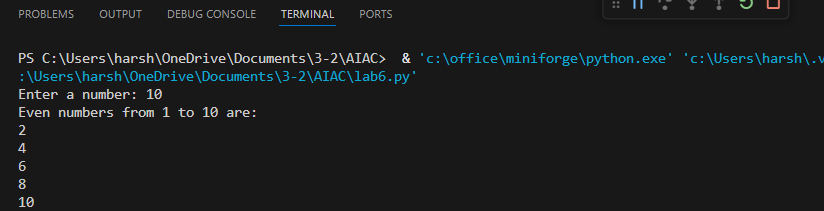 PROBLEMS OUTPUT DEBUG CONSOLE TERMINAL PORTS
PS C:\Users\harsh\OneDrive\Documents\3-2\AIAC>  & 'c:\office\miniforge\python.exe' 'c:\Users\harsh\.v
:\Users\harsh\OneDrive\Documents\3-2\AIAC\lab6.py'
Enter a number: 10
Even numbers from 1 to 10 are:
2
4
6
8
10